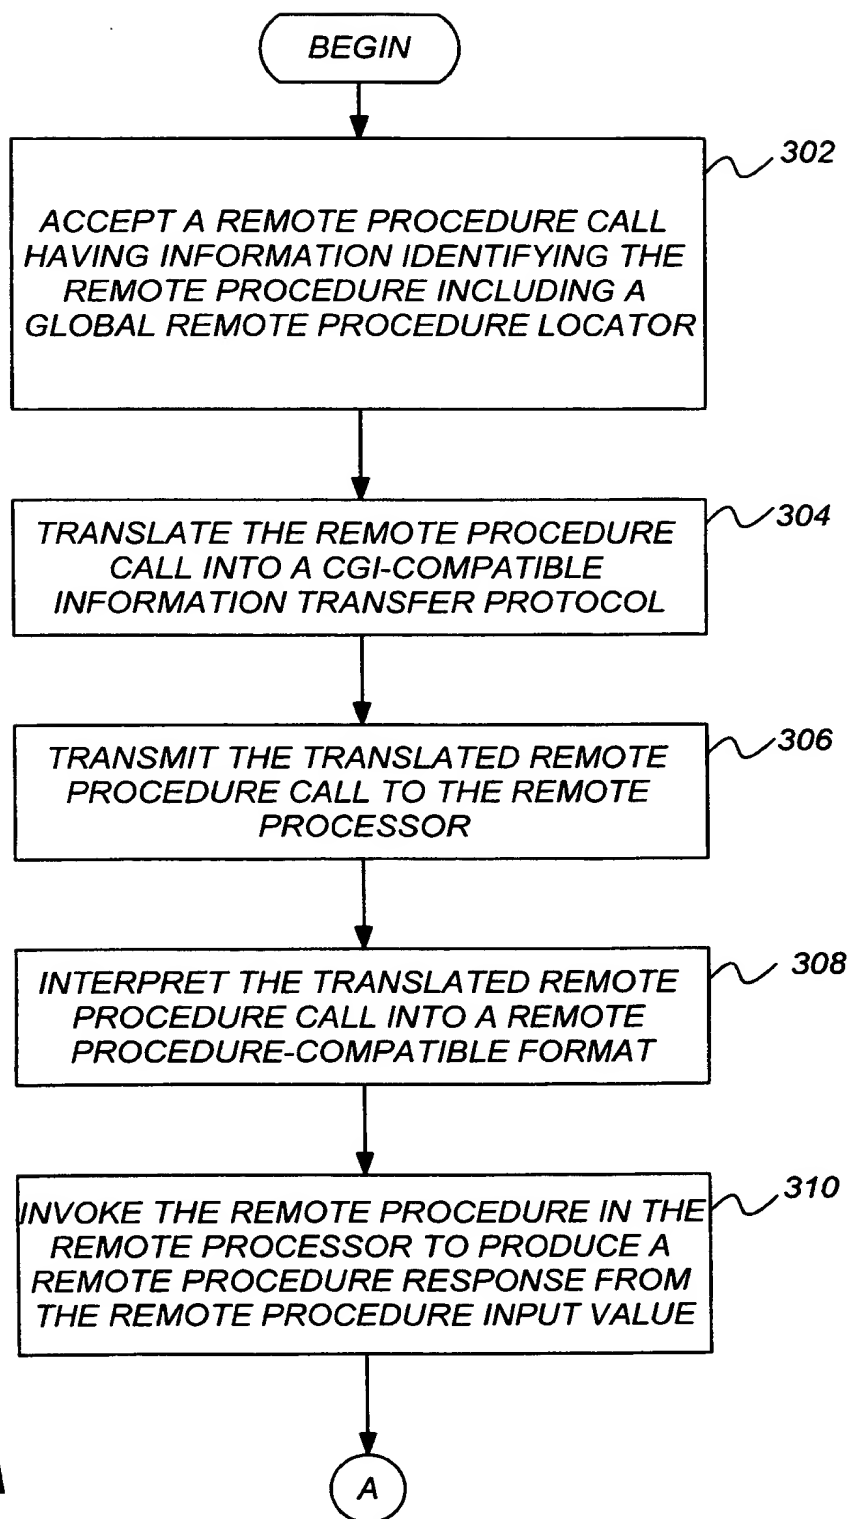 BEGIN
302
ACCEPT A REMOTE PROCEDURE CALL
HAVING INFORMATION IDENTIFYING THE
REMOTE PROCEDURE INCLUDING A
GLOBAL REMOTE PROCEDURE LOCATOR
304
TRANSLATE THE REMOTE PROCEDURE
CALL INTO A CGI-COMPATIBLE
INFORMATION TRANSFER PROTOCOL
306
TRANSMIT THE TRANSLATED REMOTE
PROCEDURE CALL TO THE REMOTE
PROCESSOR
308
INTERPRET THE TRANSLATED REMOTE
PROCEDURE CALL INTO A REMOTE
PROCEDURE-COMPATIBLE FORMAT
310
INVOKE THE REMOTE PROCEDURE IN THE
REMOTE PROCESSOR TO PRODUCE A
REMOTE PROCEDURE RESPONSE FROM
THE REMOTE PROCEDURE INPUT VALUE
A